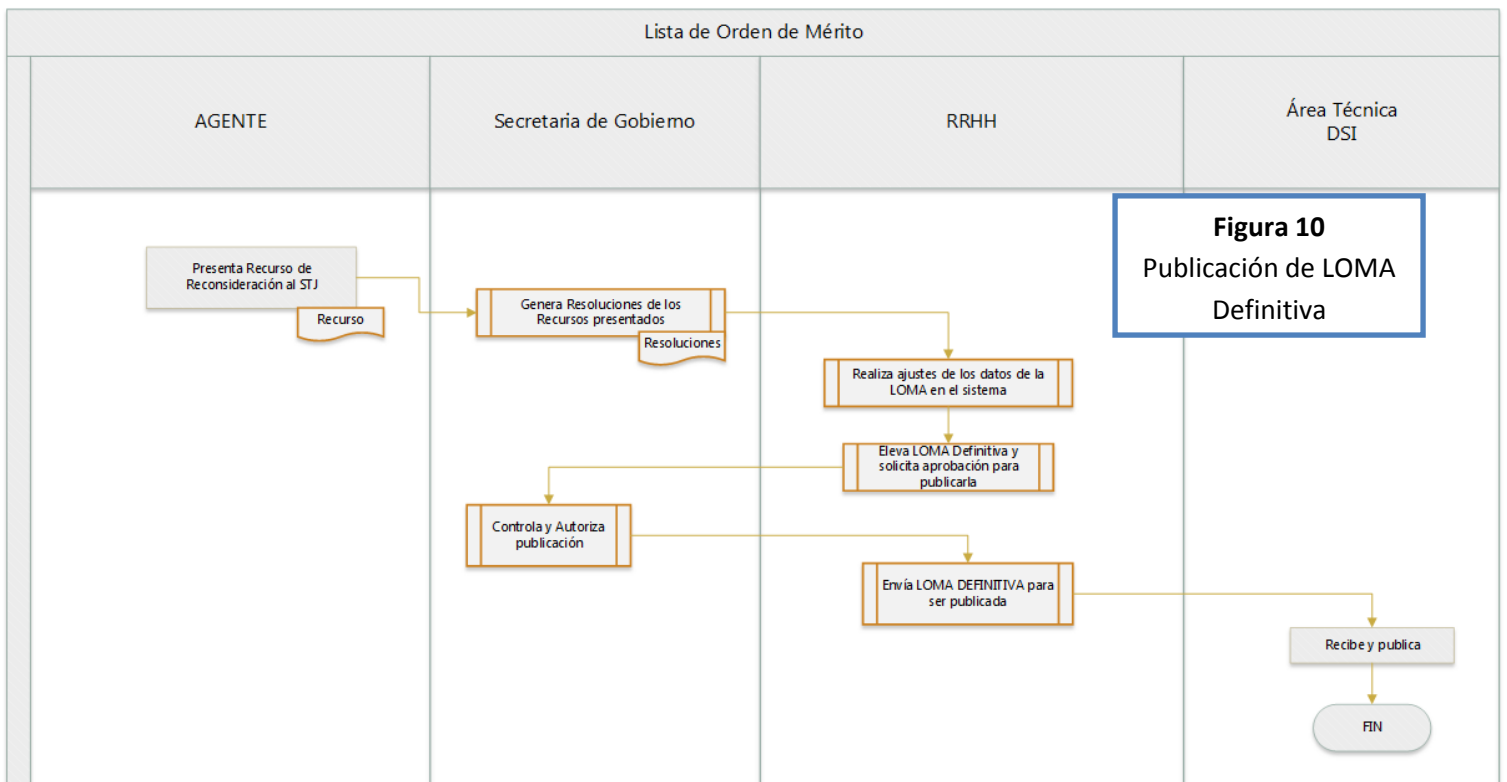 Lista de Orden de Mérito
AGENTE
Secretaria de Gobierno
RRHH
Área Técnica
DSI
Figura 10
Publicación de LOMA
Definitiva
Presenta Recurso de
Reconsideración al STJ
Recurso
Genera Resoluciones de los
Recursos presentados
Resoluciones
Realiza ajustes de los datos de la
LOMA en el sistema
Eleva LOMA Definitiva y
solicita aprobación para
publicarla
Controla y Autoriza
publicación
Envía LOMA DEFINITIVA para
ser publicada
Recibe y publica
FIN